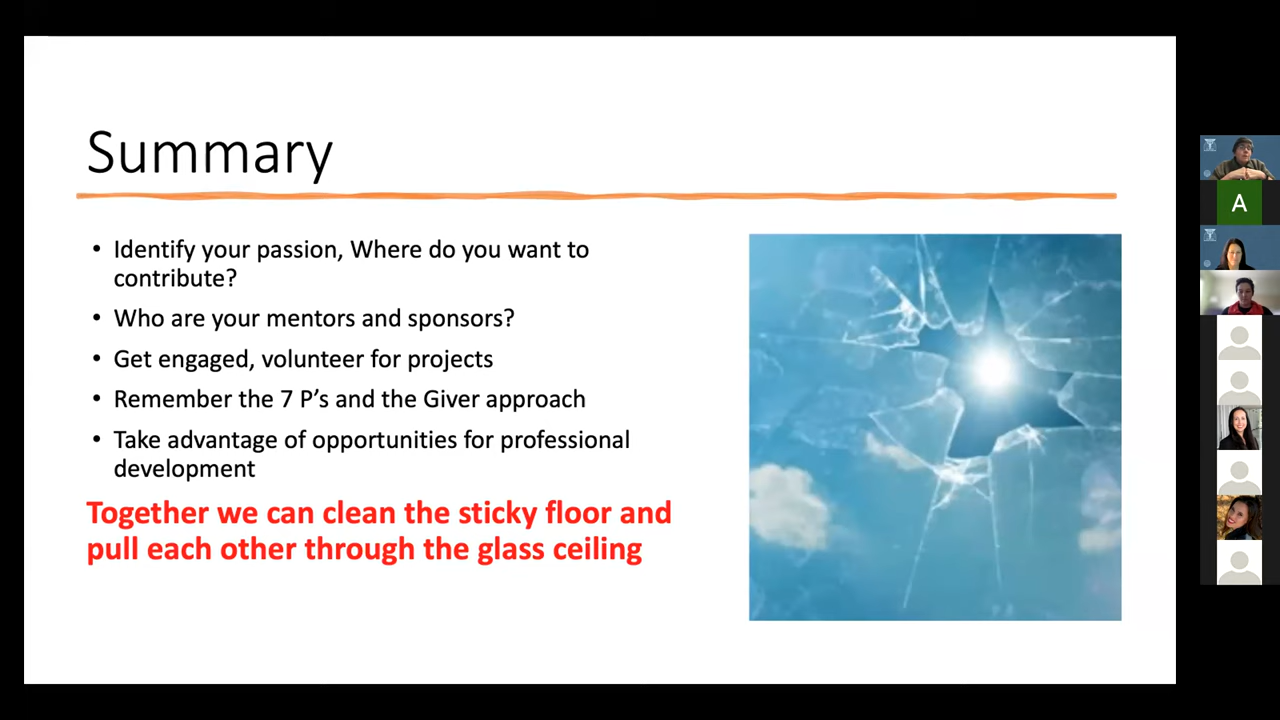 Summary
• Identify your passion, Where do you want to
contribute?
• Who are your mentors and sponsors?
• Get engaged, volunteer for projects
• Remember the 7 P’s and the Giver approach
• Take advantage of opportunities for professional
development
Together we can clean the sticky floor and
pull each other through the glass ceiling
A